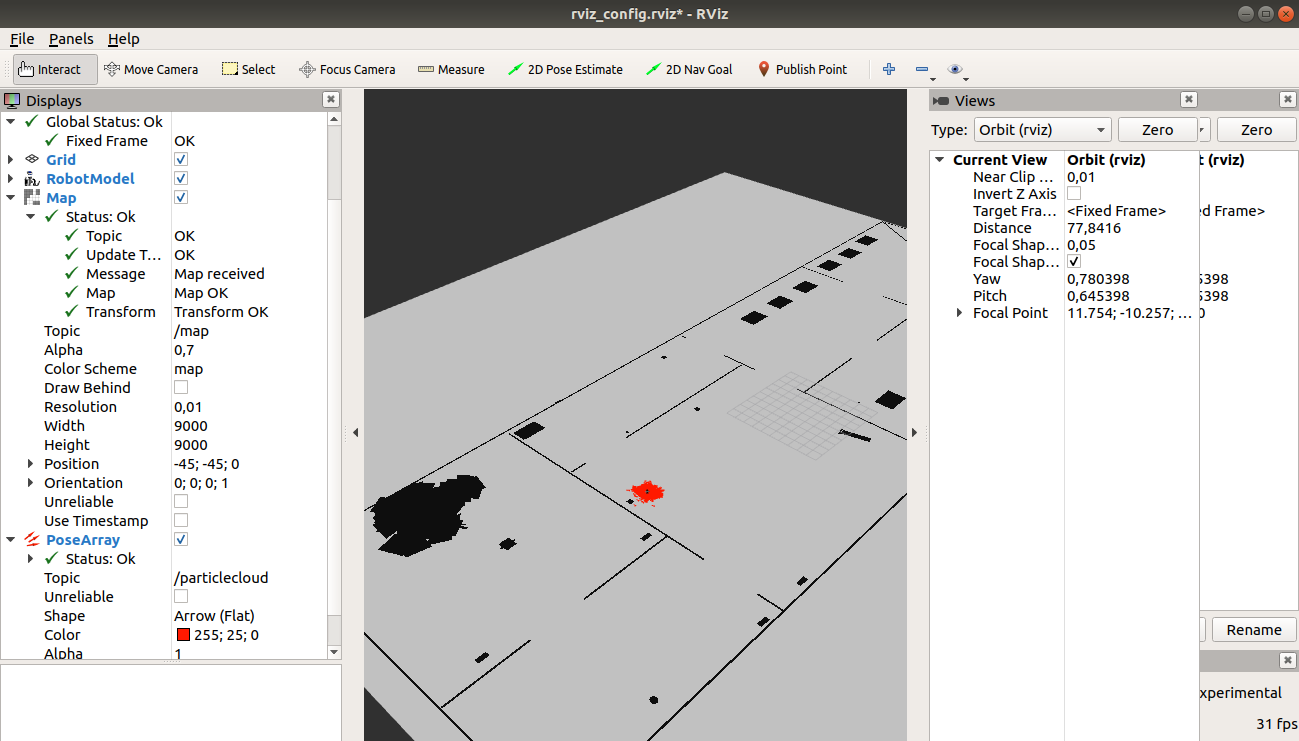 rviz_config.rviz* - RViz
File Panels Help
Interact Move Camera Select Focus Camera Measure 2D Pose Estimate 2D Nav Goal Publish Point
Displays
Global Status: Ok
Fixed Frame OK
Grid
RobotModel
Map
Status: Ok
Topic OK
Update T... OK
Message Map received
Map Map OK
Transform Transform OK
Topic /map
Alpha 0,7
Color Scheme map
Draw Behind
Resolution 0,01
Width 9000
Height 9000
Position -45; -45; 0
Orientation 0; 0; 0; 1
Unreliable
Use Timestamp
PoseArray
Status: Ok
Topic /particlecloud
Unreliable
Shape Arrow (Flat)
Color 255; 25; 0
Alpha 1
Views
Type: Orbit (rviz) Zero Zero
Current View Orbit (rviz) t (rviz)
Near Clip ... 0,01
Invert Z Axis
Target Fra... <Fixed Frame> ed Frame>
Distance 77,8416
Focal Shap... 0,05
Focal Shap...
Yaw 0,780398 5398
Pitch 0,645398 5398
Focal Point 11.754; -10.257; ... 0
Rename
xperimental
31 fps